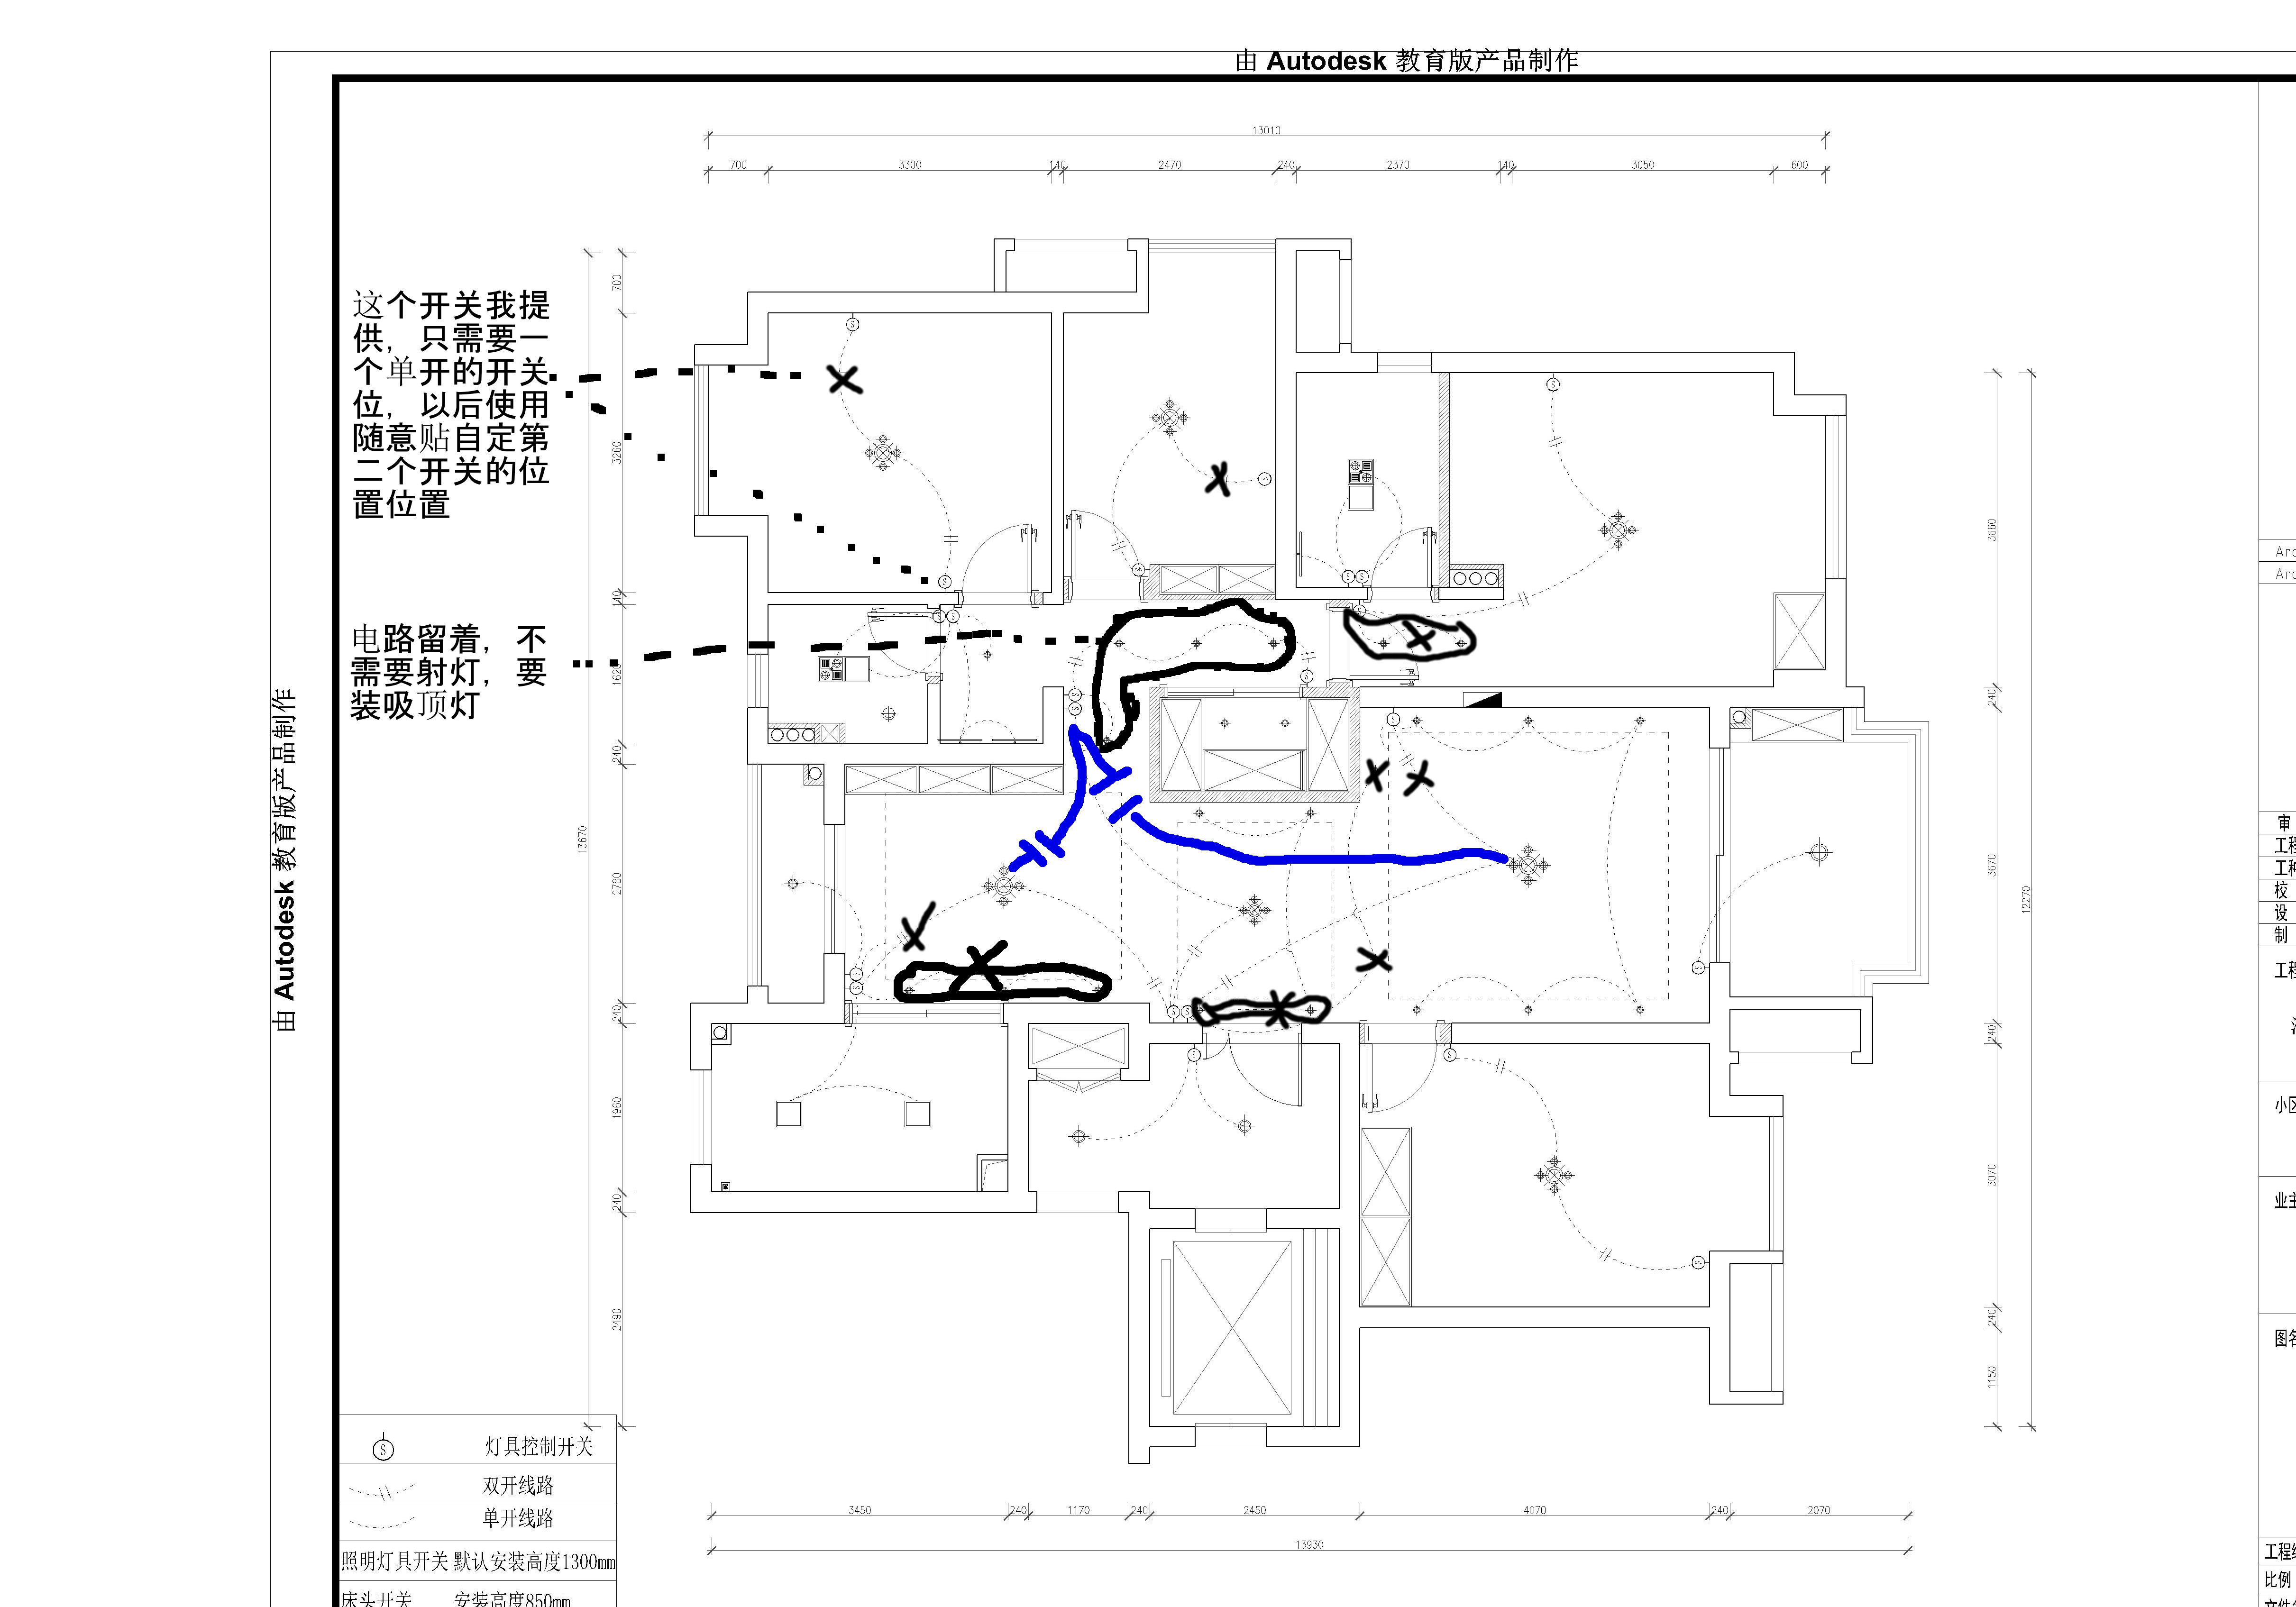 由 Autodesk 教育版产品制作
13010
700 3300 140 2470 240 2370 140 3050 600
这个开关我提
供，只需要一
个单开的开关
位，以后使用
随意贴自定第
二个开关的位
置位置
电路留着，不
需要射灯，要
装吸顶灯
由 Autodesk 教育版产品制作
13670
700
3260
140
1620
240
2780
240
1960
240
2490
3660
240
3670
240
3070
240
1150
12270
S 灯具控制开关
双开线路
单开线路
照明灯具开关 默认安装高度1300mm
床头开关 安装高度850mm
3450 240 1170 240 2450 4070 240 2070
13930
Arc
Arc
审
工程
工种
校
设
制
工程
小区
业主
图名
工程编
比例